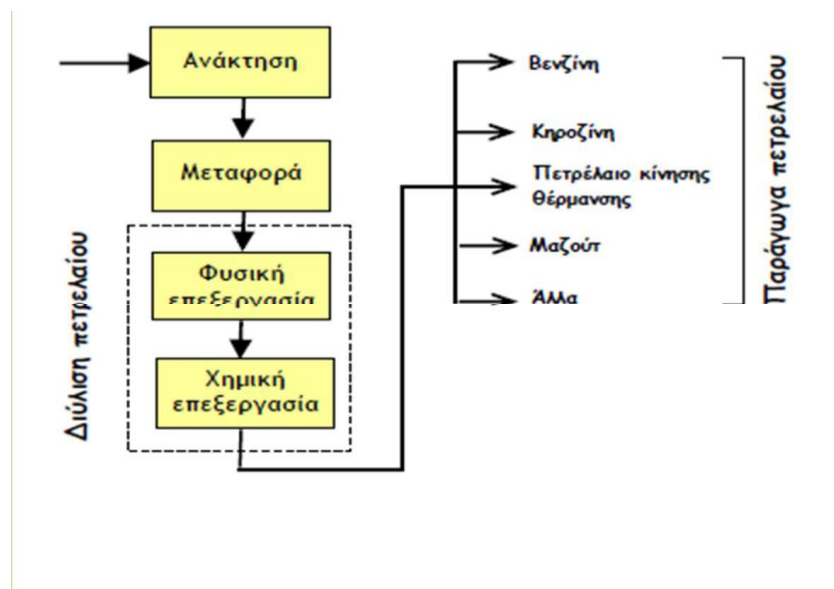 Ανάκτηση
Μεταφορά
Διύλιση πετρελαίου
Φυσική
επεξεργασία
Χημική
επεξεργασία
Βενζίνη
Κηροζίνη
Πετρέλαιο κίνησης
θέρμανσης
Μαζούτ
Άλλα
Παράγωγα πετρελαίου